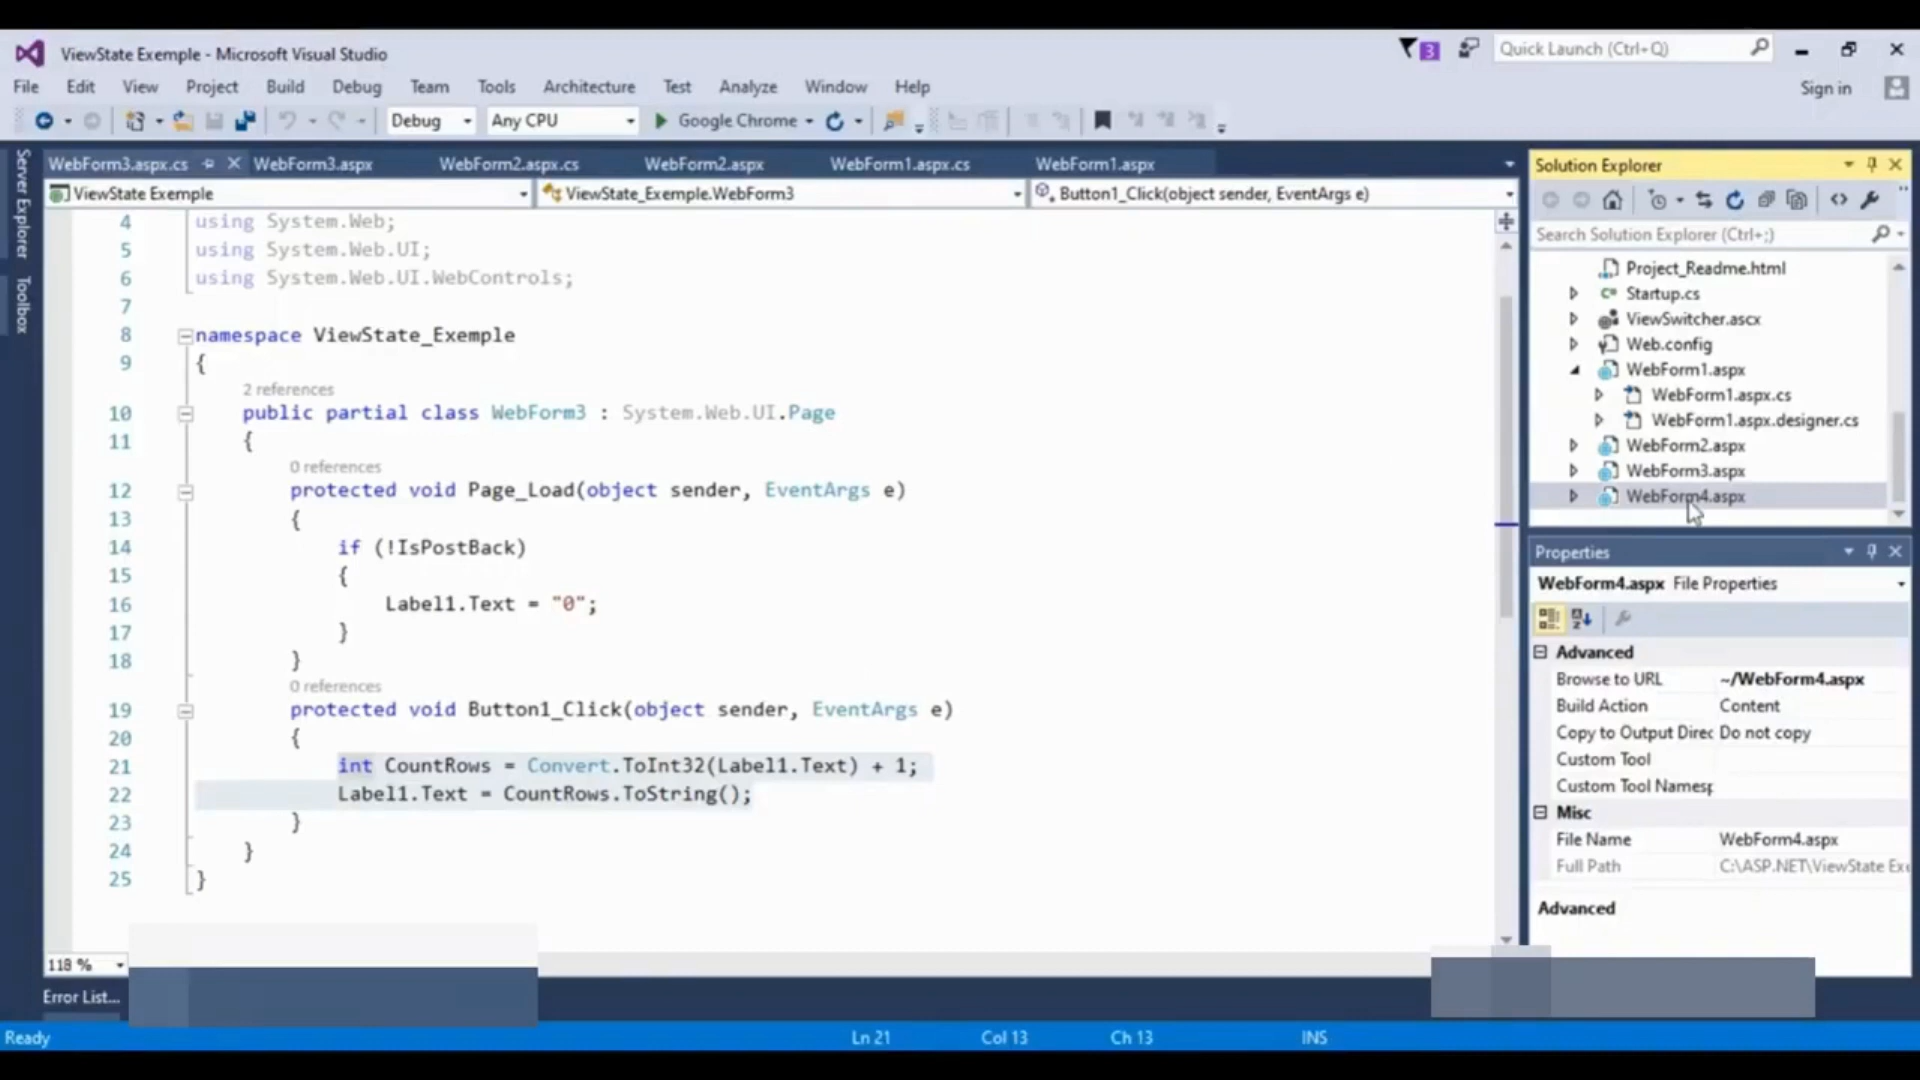 ViewState Exemple - Microsoft Visual Studio
3
Quick Launch (Ctrl+Q)
File Edit View Project Build Debug Team Tools Architecture Test Analyze Window Help
Sign in
Debug Any CPU Google Chrome
Server Explorer
Toolbox
WebForm3.aspx.cs WebForm3.aspx WebForm2.aspx.cs WebForm2.aspx WebForm1.aspx.cs WebForm1.aspx
ViewState Exemple ViewState_Exemple.WebForm3 Button1_Click(object sender, EventArgs e)
4 using System.Web;
5 using System.Web.UI;
6 using System.Web.UI.WebControls;
7
8 namespace ViewState_Exemple
9 {
2 references
10 public partial class WebForm3 : System.Web.UI.Page
11 {
0 references
12 protected void Page_Load(object sender, EventArgs e)
13 {
14 if (!IsPostBack)
15 {
16 Label1.Text = "0";
17 }
18 }
0 references
19 protected void Button1_Click(object sender, EventArgs e)
20 {
21 int CountRows = Convert.ToInt32(Label1.Text) + 1;
22 Label1.Text = CountRows.ToString();
23 }
24 }
25 }
118 %
Error List...
Solution Explorer
Search Solution Explorer (Ctrl+;)
Project_Readme.html
C# Startup.cs
ViewSwitcher.ascx
Web.config
WebForm1.aspx
WebForm1.aspx.cs
WebForm1.aspx.designer.cs
WebForm2.aspx
WebForm3.aspx
WebForm4.aspx
Properties
WebForm4.aspx File Properties
Advanced
Browse to URL ~/WebForm4.aspx
Build Action Content
Copy to Output Direc Do not copy
Custom Tool
Custom Tool Namesp
Misc
File Name WebForm4.aspx
Full Path C:\ASP.NET\ViewState Exe
Advanced
Ready Ln 21 Col 13 Ch 13 INS